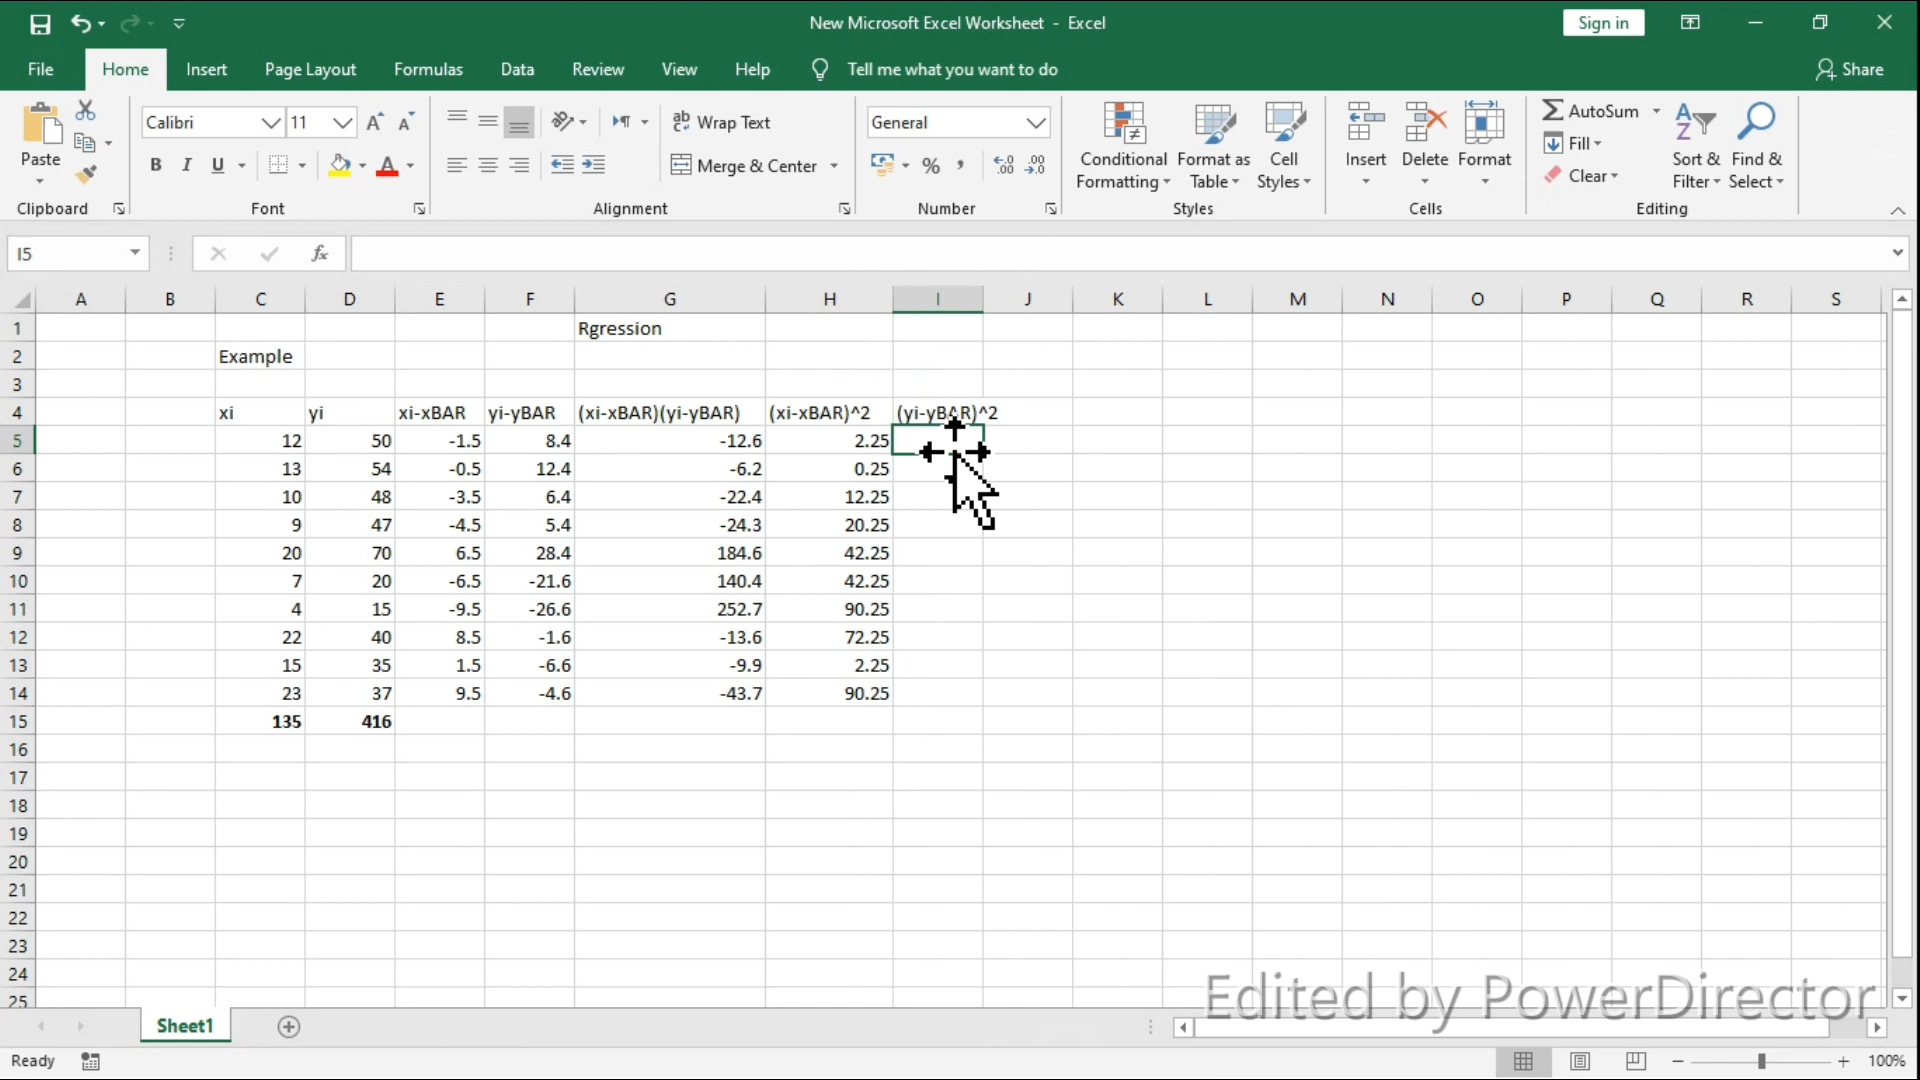 New Microsoft Excel Worksheet - Excel
Sign in
File Home Insert Page Layout Formulas Data Review View Help Tell me what you want to do Share
Paste
Clipboard
Calibri 11
B I U A
Font
ab Wrap Text
Merge & Center
Alignment
General
% , .00 .0
Number
Conditional Formatting
Format as Table
Cell Styles
Styles
Insert Delete Format
Cells
AutoSum
Fill
Clear
Sort & Filter
Find & Select
Editing
I5 fx
A B C D E F G H I J K L M N O P Q R S
1 Rgression
2 Example
3
4 xi yi xi-xBAR yi-yBAR (xi-xBAR)(yi-yBAR) (xi-xBAR)^2 (yi-yBAR)^2
5 12 50 -1.5 8.4 -12.6 2.25
6 13 54 -0.5 12.4 -6.2 0.25
7 10 48 -3.5 6.4 -22.4 12.25
8 9 47 -4.5 5.4 -24.3 20.25
9 20 70 6.5 28.4 184.6 42.25
10 7 20 -6.5 -21.6 140.4 42.25
11 4 15 -9.5 -26.6 252.7 90.25
12 22 40 8.5 -1.6 -13.6 72.25
13 15 35 1.5 -6.6 -9.9 2.25
14 23 37 9.5 -4.6 -43.7 90.25
15 135 416
16
17
18
19
20
21
22
23
24
25
Edited by PowerDirector
Sheet1
Ready 100%